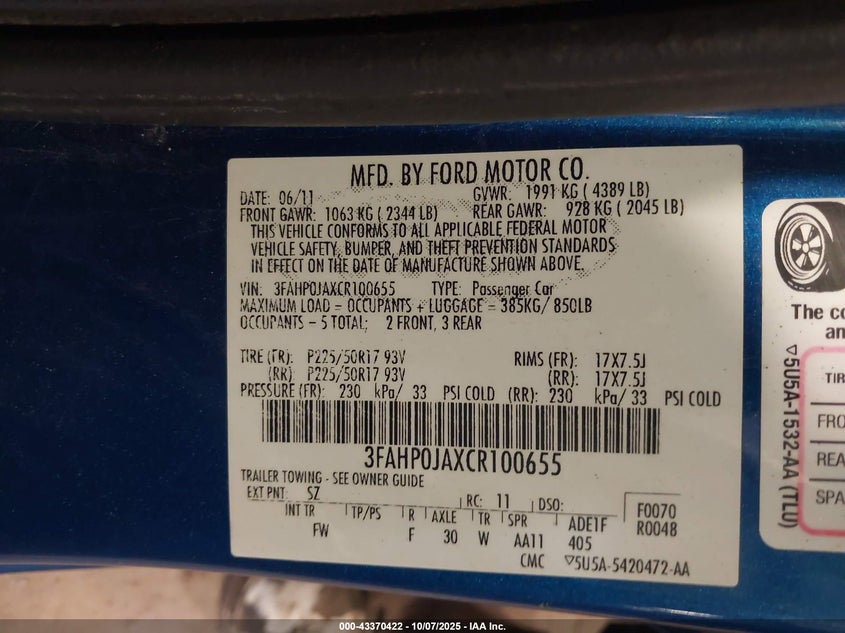 MFD. BY FORD MOTOR CO.
DATE: 06/11 GVWR: 1991 KG ( 4389 LB)
FRONT GAWR: 1063 KG ( 2344 LB) REAR GAWR: 928 KG ( 2045 LB)
THIS VEHICLE CONFORMS TO ALL APPLICABLE FEDERAL MOTOR
VEHICLE SAFETY, BUMPER, AND THEFT PREVENTION STANDARDS
IN EFFECT ON THE DATE OF MANUFACTURE SHOWN ABOVE.
VIN: 3FAHP0JAXCR100655 TYPE: Passenger Car
MAXIMUM LOAD = OCCUPANTS + LUGGAGE = 385KG/ 850LB
OCCUPANTS - 5 TOTAL; 2 FRONT, 3 REAR
TIRE (FR): P225/50R17 93V RIMS (FR): 17X7.5J
(RR): P225/50R17 93V (RR): 17X7.5J
PRESSURE (FR): 230 kPa/ 33 PSI COLD (RR): 230 kPa/ 33 PSI COLD
3FAHP0JAXCR100655
TRAILER TOWING - SEE OWNER GUIDE
EXT PNT: SZ RC: 11 DSO: F0070
INT TR TP/PS R AXLE TR SPR ADE1F R0048
FW F 30 W AA11 405
CMC ▽5U5A-5420472-AA
The co
an
TIR
FRO
REA
SPA
▽5U5A-1532-AA (TLU)
000-43370422 - 10/07/2025 - IAA Inc.